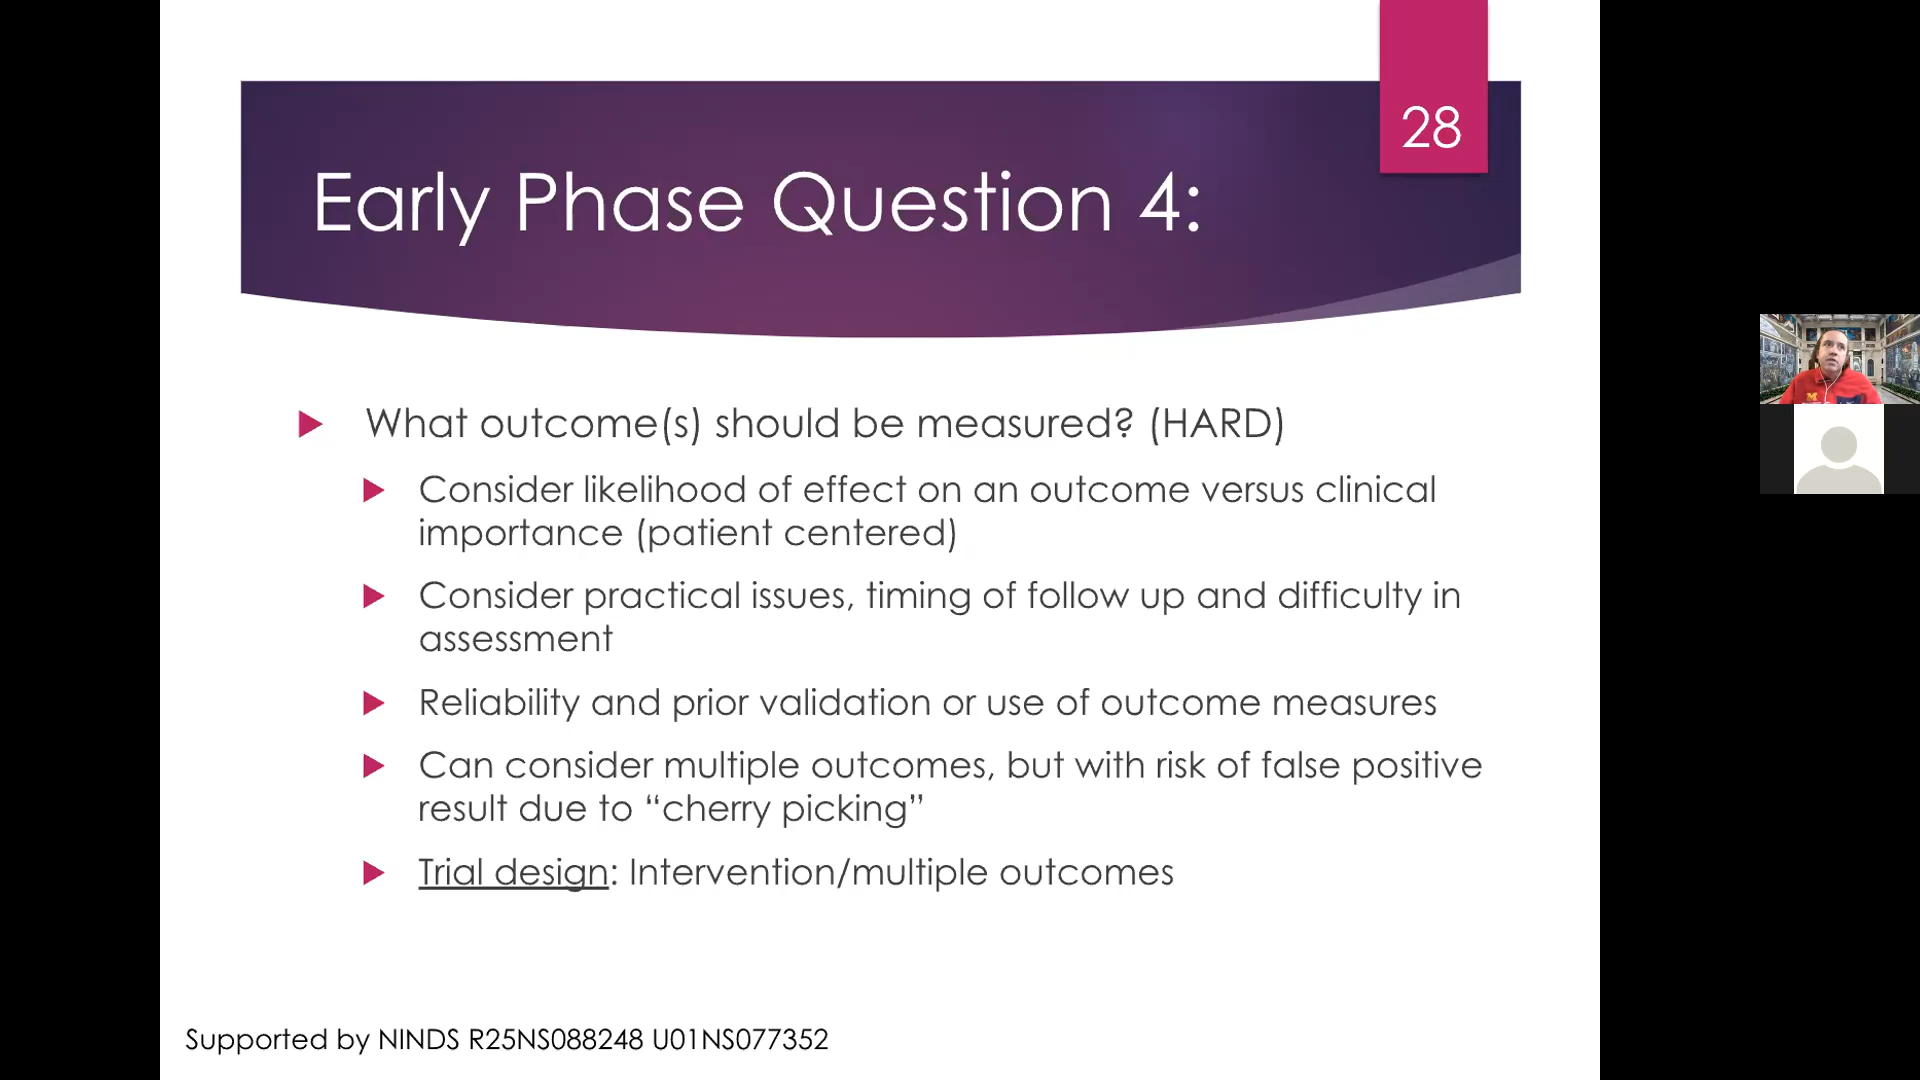 28
Early Phase Question 4:
What outcome(s) should be measured? (HARD)
Consider likelihood of effect on an outcome versus clinical
importance (patient centered)
Consider practical issues, timing of follow up and difficulty in
assessment
Reliability and prior validation or use of outcome measures
Can consider multiple outcomes, but with risk of false positive
result due to “cherry picking”
Trial design: Intervention/multiple outcomes
Supported by NINDS R25NS088248 U01NS077352
M